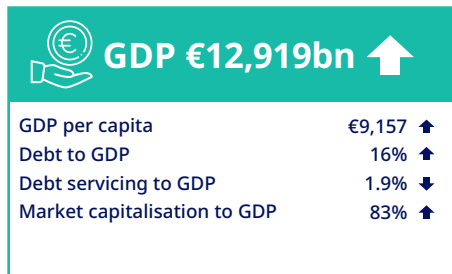 GDP €12,919bn
GDP per capita €9,157
Debt to GDP 16%
Debt servicing to GDP 1.9%
Market capitalisation to GDP 83%